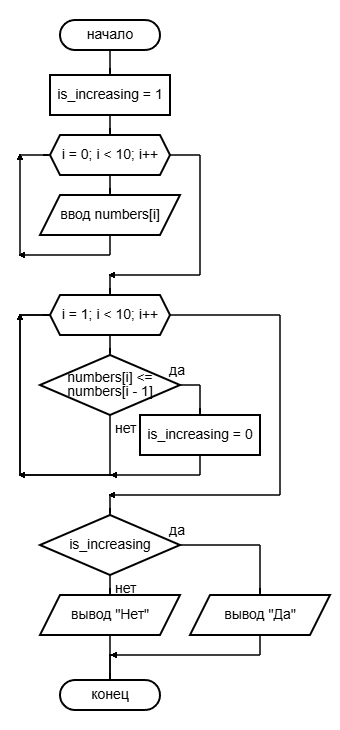 начало
is_increasing = 1
i = 0; i < 10; i++
ввод numbers[i]
i = 1; i < 10; i++
numbers[i] <=
numbers[i - 1]
да
нет
is_increasing = 0
is_increasing
да
нет
вывод "Нет"
вывод "Да"
конец